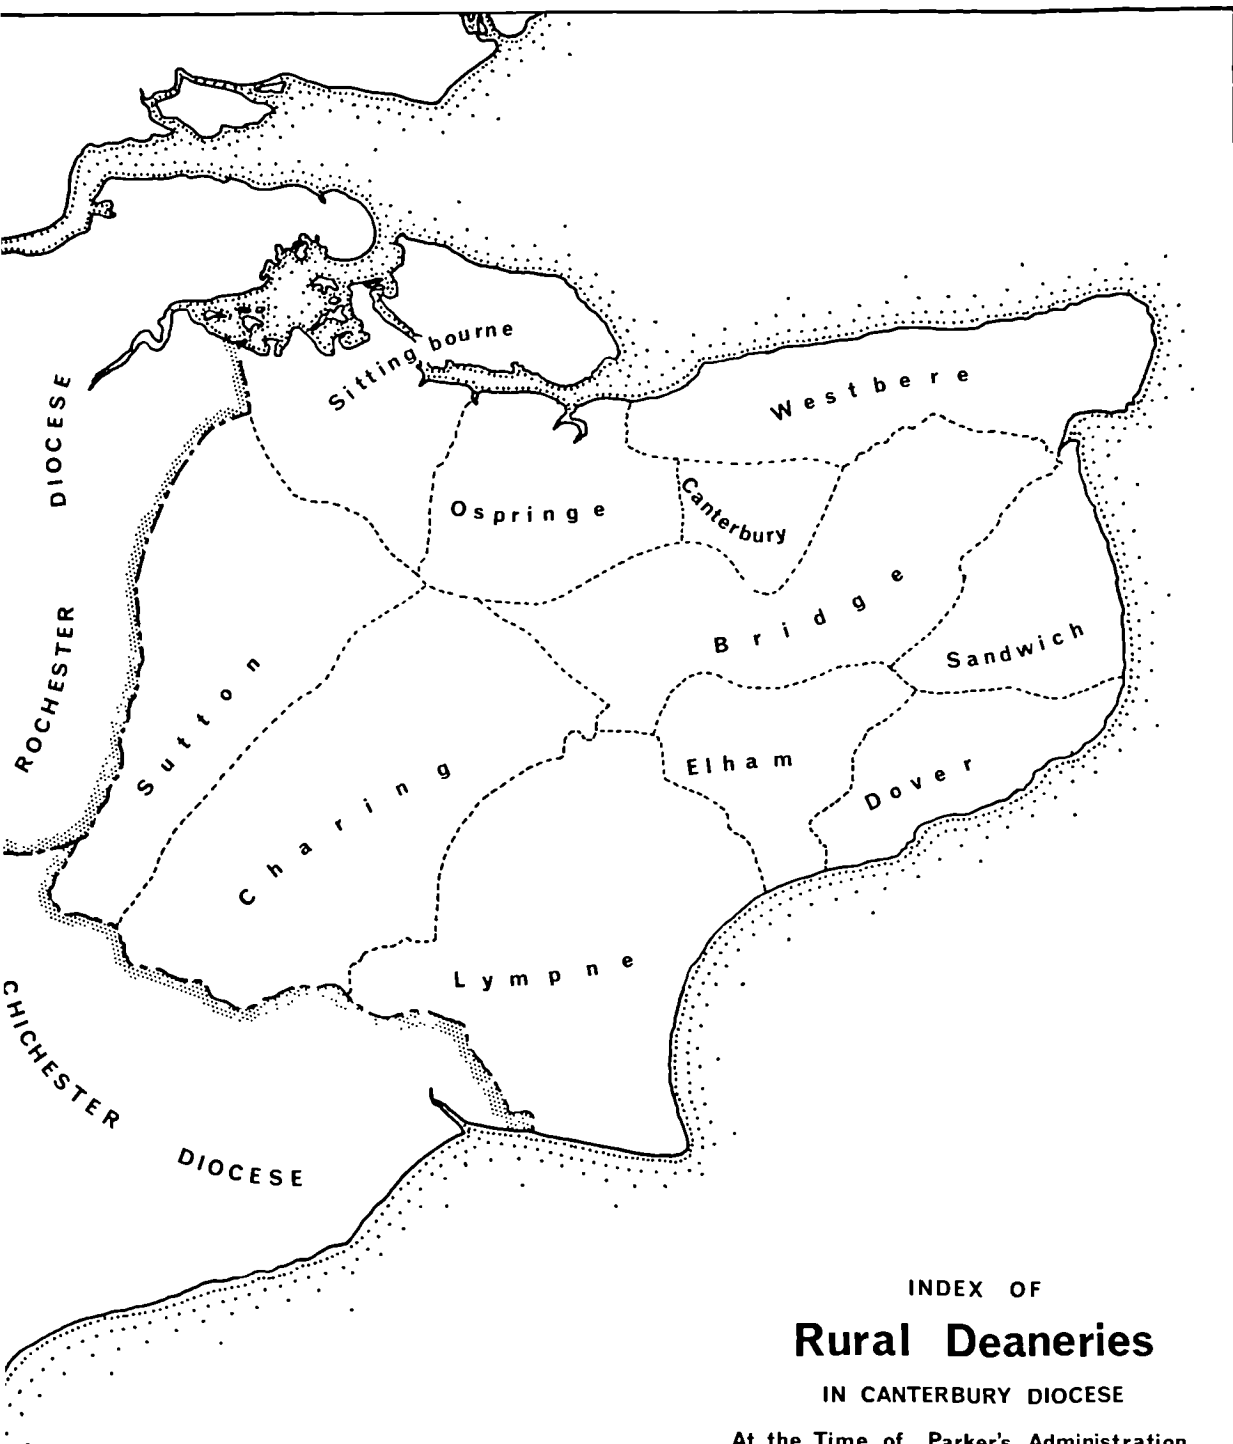 Sittingbourne
Westbere
DIOCESE
Ospringe
Canterbury
Bridge
ROCHESTER
Sandwich
Sutton
Elham
Dover
Charing
Lympne
CHICHESTER
DIOCESE
INDEX OF
Rural Deaneries
IN CANTERBURY DIOCESE
At the Time of Parker's Administration